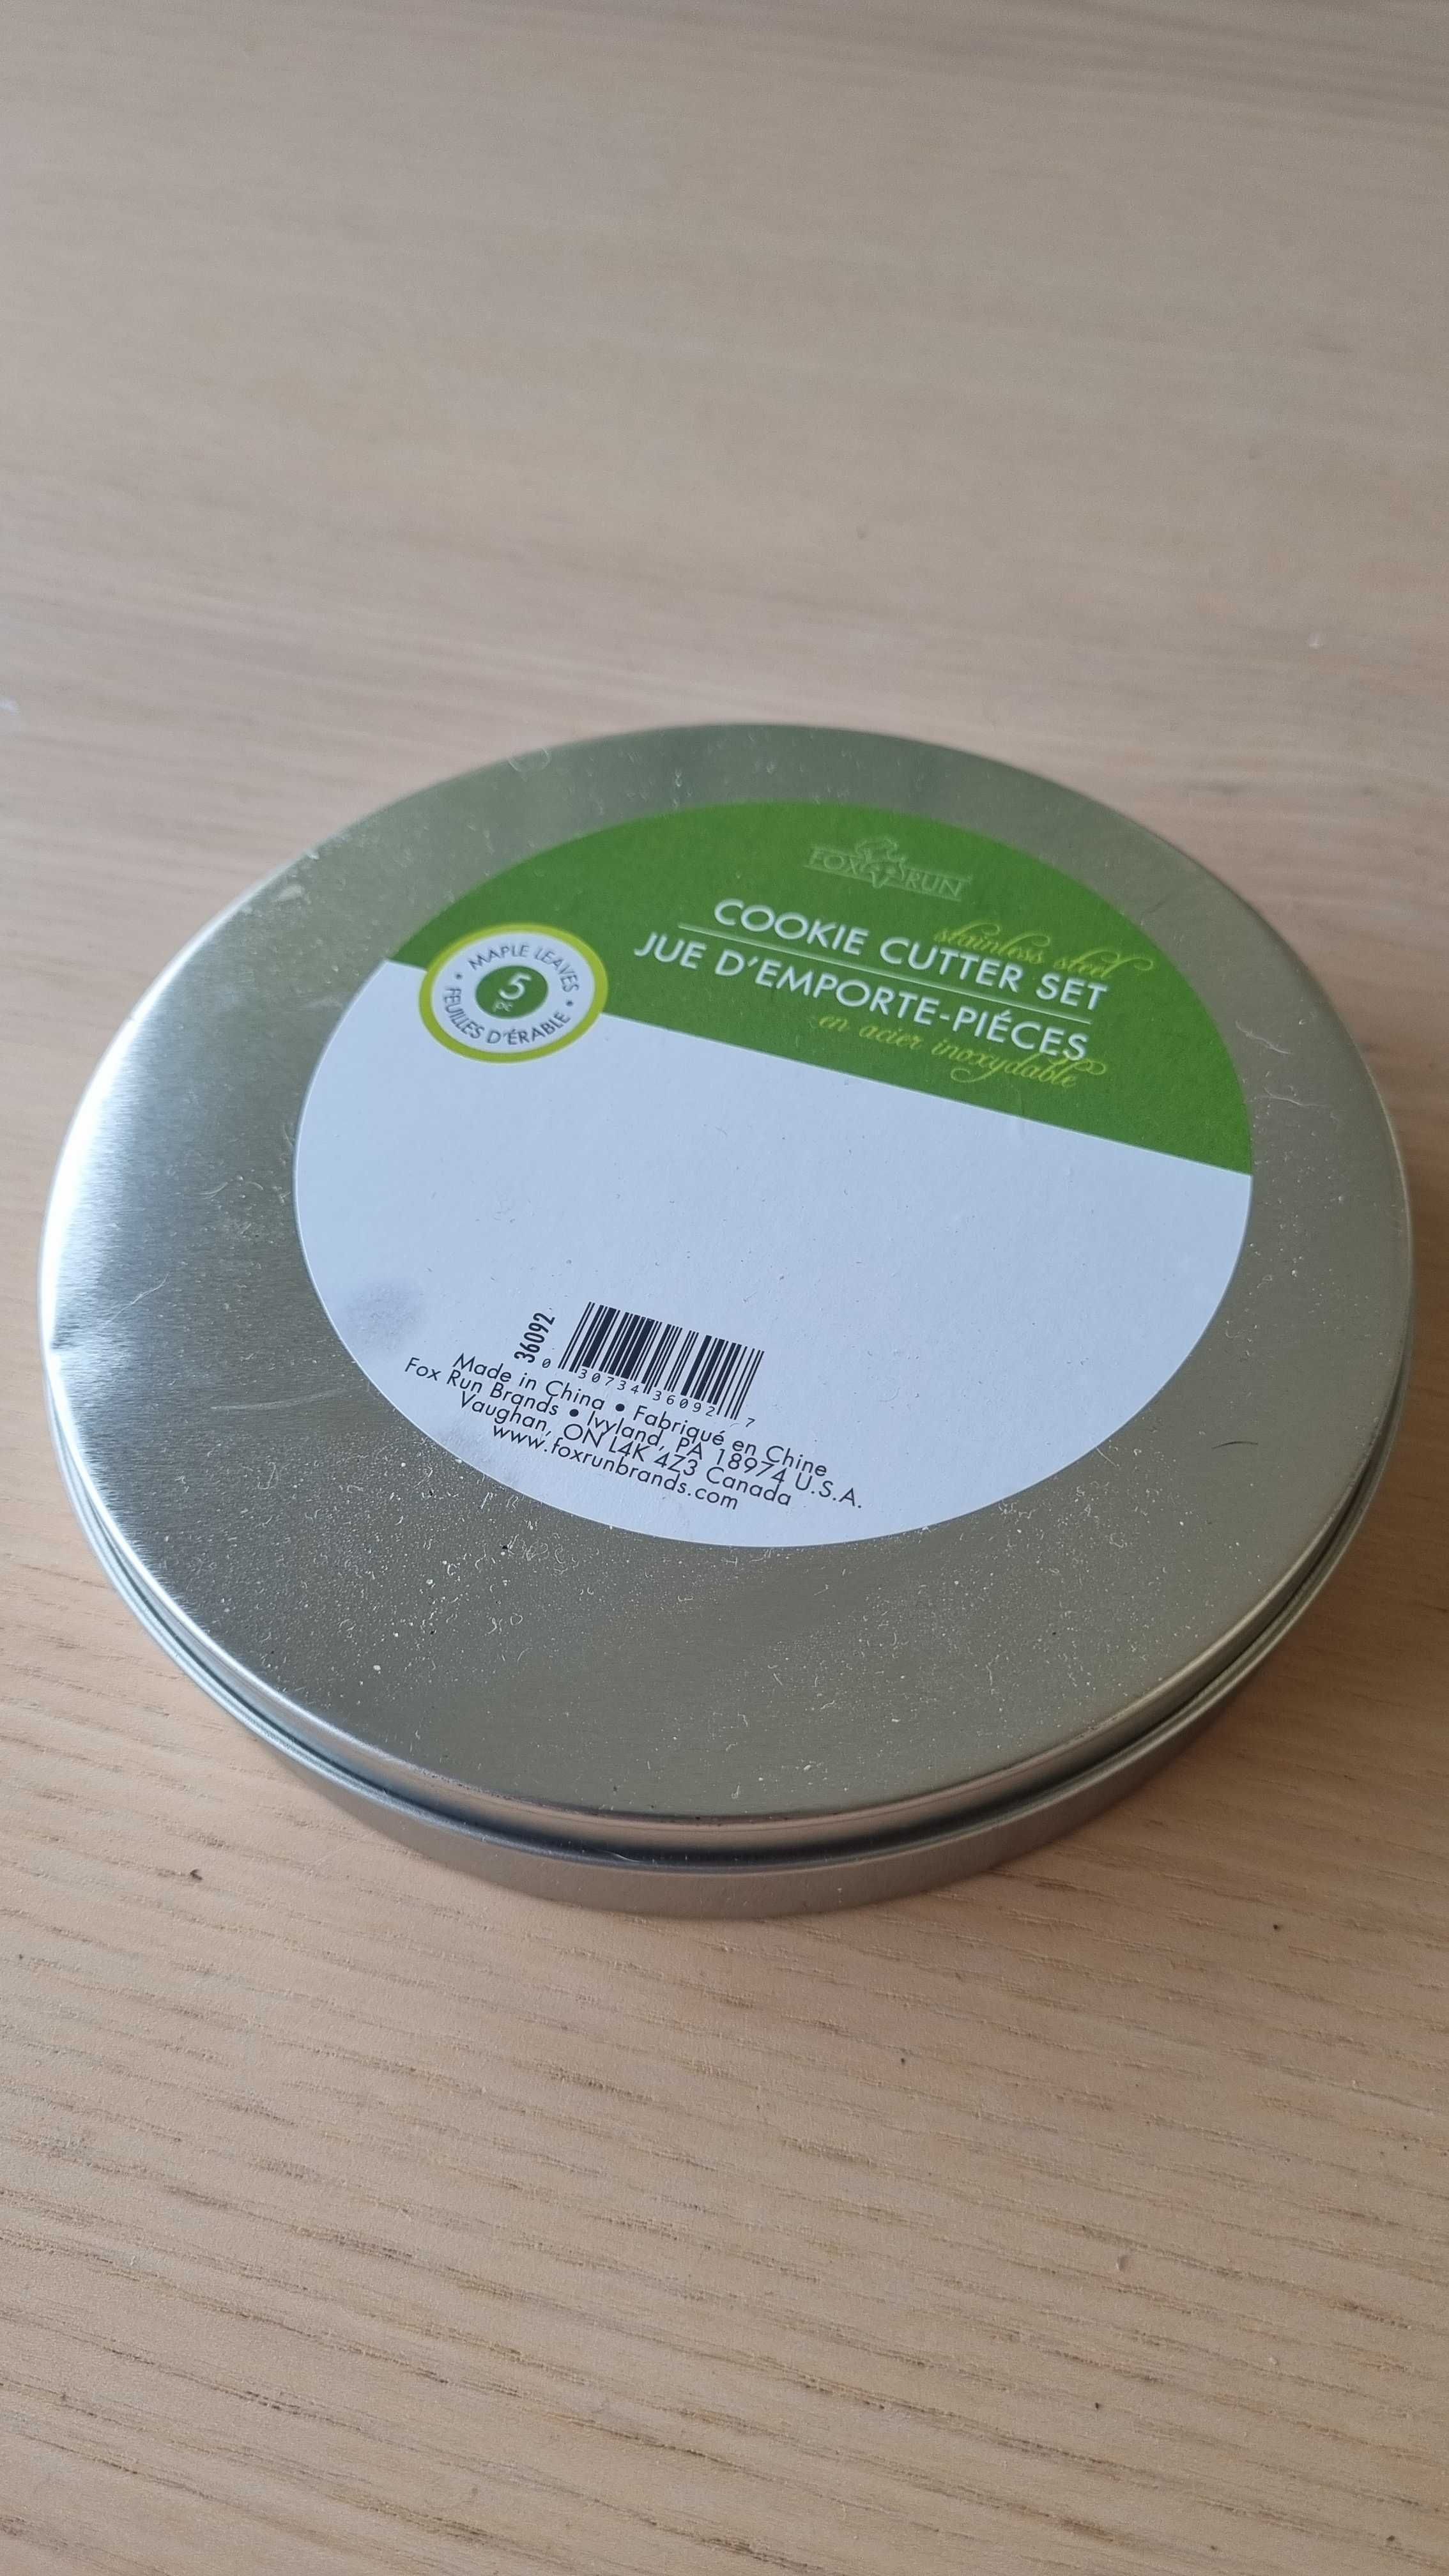 FOX RUN
stainless steel
COOKIE CUTTER SET
JUE D'EMPORTE-PIÉCES
en acier inoxydable
• MAPLE LEAVES •
5
pc
FEUILLES D'ÉRABLE
36092
0 30734 36092 7
Made in China • Fabriqué en Chine
Fox Run Brands • Ivyland, PA 18974 U.S.A.
Vaughan, ON L4K 4Z3 Canada
www.foxrunbrands.com